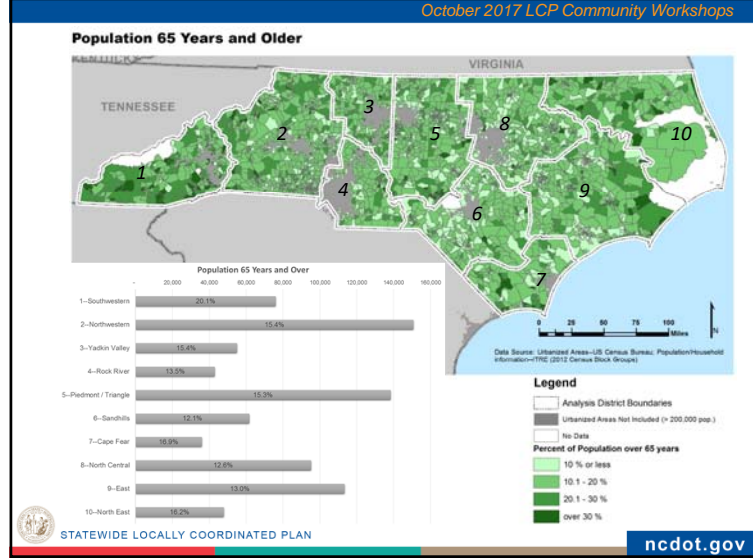 October 2017 LCP Community Workshops
Population 65 Years and Older
KENTUCKY
VIRGINIA
TENNESSEE
1
2
3
4
5
6
7
8
9
10
Population 65 Years and Over
- 20,000 40,000 60,000 80,000 100,000 120,000 140,000 160,000
1--Southwestern 20.1%
2--Northwestern 15.4%
3--Yadkin Valley 15.4%
4--Rock River 13.5%
5--Piedmont / Triangle 15.3%
6--Sandhills 12.1%
7--Cape Fear 16.9%
8--North Central 12.6%
9--East 13.0%
10--North East 16.2%
0 25 50 75 100
Miles
N
Data Source: Urbanized Areas--US Census Bureau; Population/Household
information--ITRE (2012 Census Block Groups)
Legend
Analysis District Boundaries
Urbanized Areas Not Included (> 200,000 pop.)
No Data
Percent of Population over 65 years
10 % or less
10.1 - 20 %
20.1 - 30 %
over 30 %
STATEWIDE LOCALLY COORDINATED PLAN
ncdot.gov